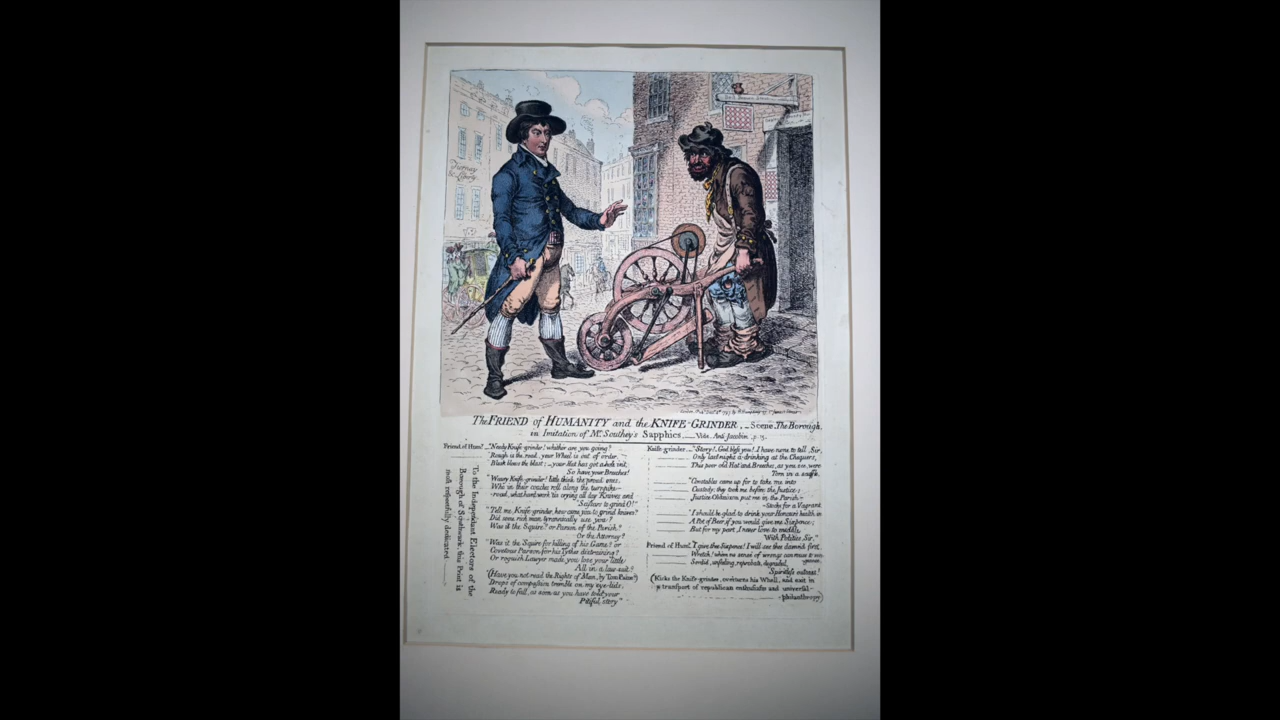 Tierney
London Pub. Decr. 4th 1797 by H. Humphrey 27 St. James's Street
The FRIEND of HUMANITY and the KNIFE-GRINDER, _ Scene. The Borough.
in Imitation of Mr. Southey's Sapphics. _ Vide. Anti-Jacobin. p. 15.
Friend of Hum.y "Needy Knife-grinder! whither are you going?
Rough is the road, your Wheel is out of order.
Bleak blows the blast; _ your Hat has got a hole in it,
So have your Breeches!
"Weary Knife-grinder! little think the proud ones,
Who in their coaches roll along the turnpike-
-road, what hard work 'tis crying all day 'Knives and
'Scissars to grind O!'
"Tell me, Knife-grinder, how came you to grind knives?
Did some rich man tyrannically use you?
Was it the Squire? or Parson of the Parish?
Or the Attorney?
"Was it the Squire for killing of his Game? or
Covetous Parson for his Tythes distraining?
Or roguish Lawyer made you lose your little
All in a law-suit?
"(Have you not read the Rights of Man, by Tom Paine?)
Drops of compassion tremble on my eye-lids,
Ready to fall, as soon as you have told your
Pitiful story"
Knife-grinder. _ "Story! God bless you! I have none to tell, Sir,
Only last night a drinking at the Chequers,
This poor old Hat and Breeches, as you see, were
Torn in a scuffle.
"Constables came up for to take me into
Custody; they took me before the Justice;
Justice Oldmixon put me in the Parish-
-Stocks for a Vagrant.
"I should be glad to drink your Honour's health in
A Pot of Beer, if you would give me Sixpence;
But for my part, I never love to meddle
With Politics, Sir."
Friend of Hum.y "I give thee Sixpence! I will see thee damn'd first,
Wretch! whom no sense of wrongs can rouse to vengeance,
Sordid, unfeeling, reprobate, degraded,
Spiritless outcast!
(Kicks the Knife-grinder, overturns his Wheel, and exit in
a transport of republican enthusiasm and universal
philanthropy)
To the Independent Electors of the
Borough of Southwark, this Print is
most respectfully dedicated.